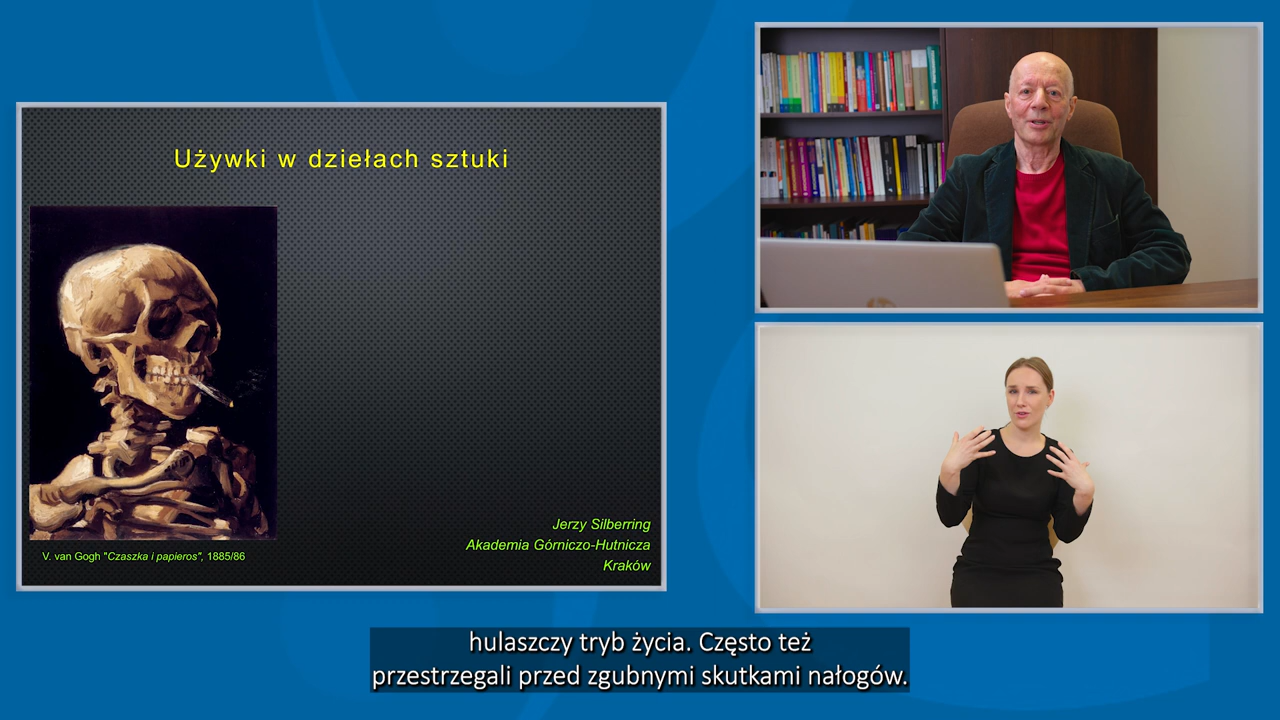 Używki w dziełach sztuki
V. van Gogh "Czaszka i papieros", 1885/86
Jerzy Silberring
Akademia Górniczo-Hutnicza
Kraków
hulaszczy tryb życia. Często też
przestrzegali przed zgubnymi skutkami nałogów.